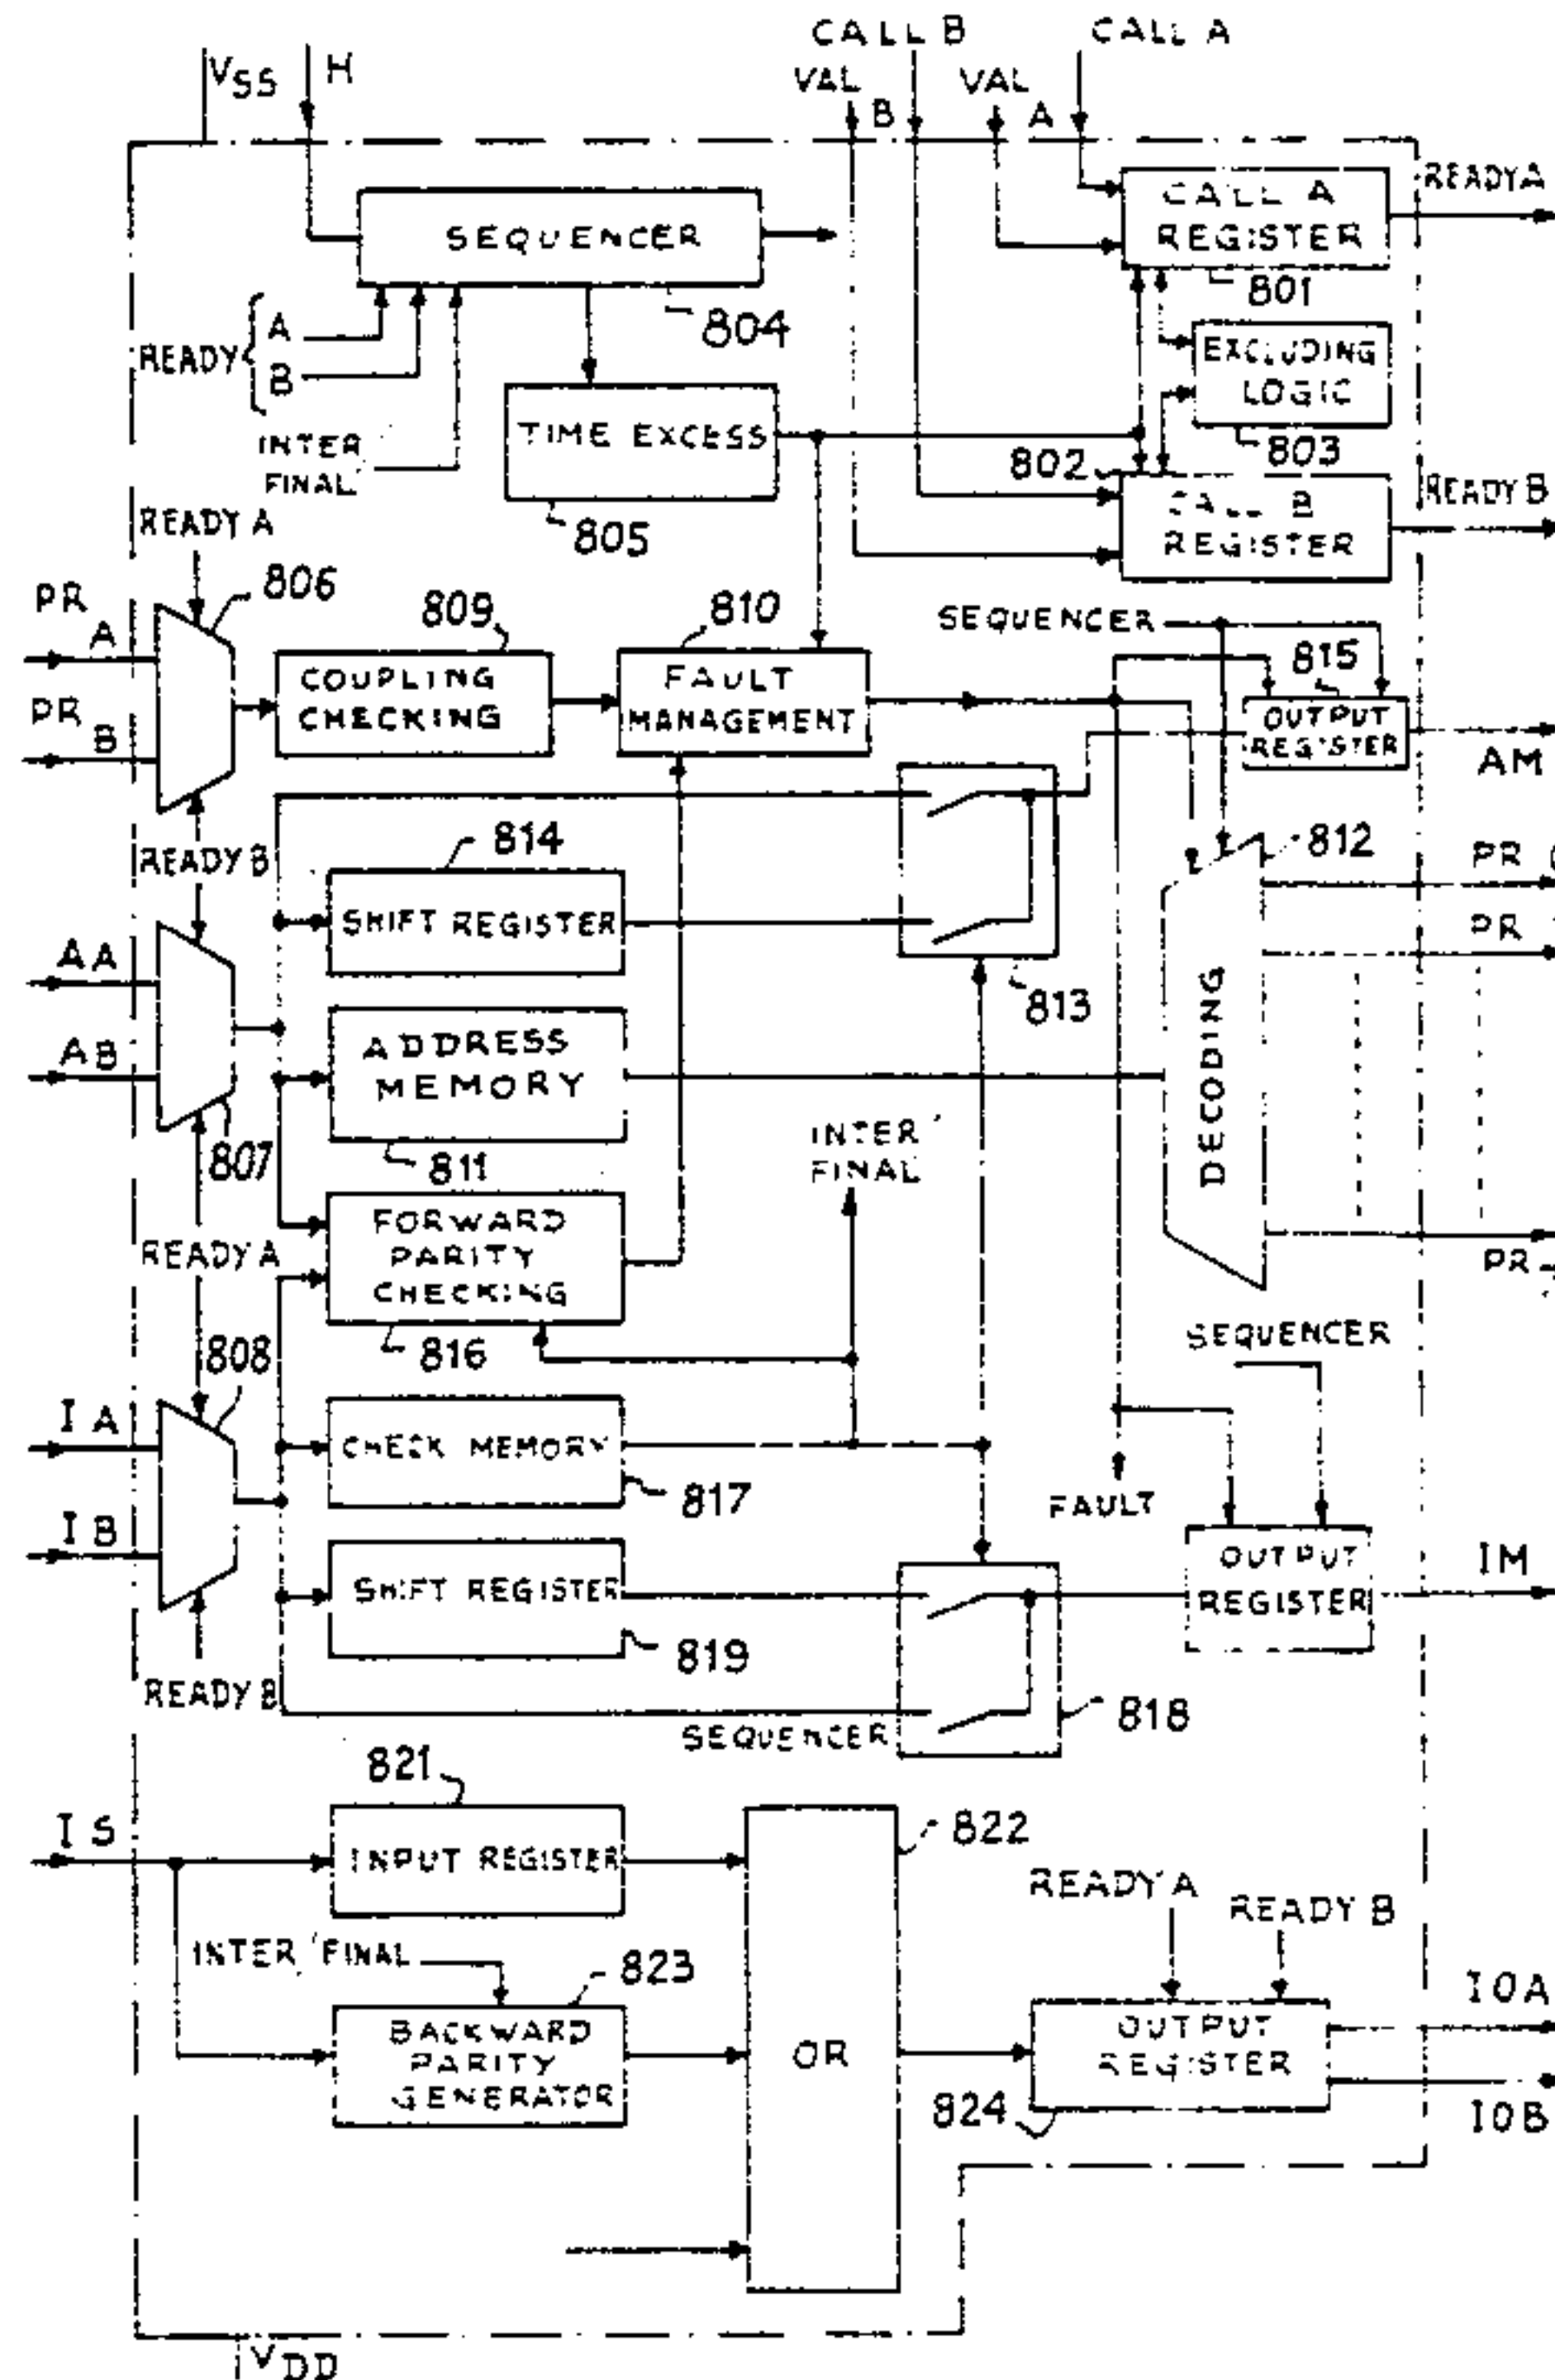 CALL B
CALL A
VSS
H
VAL
B
VAL
A
CALL A
REGISTER
READY A
SEQUENCER
801
804
READY
A
B
EXCLUDING
LOGIC
TIME EXCESS
803
INTER
FINAL
802
805
CALL B
REGISTER
READY B
READY A
806
PR
A
PR
B
809
810
SEQUENCER
815
COUPLING
CHECKING
FAULT
MANAGEMENT
OUTPUT
REGISTER
AM
READY B
814
812
PR
SHIFT REGISTER
PR
AA
813
DECODING
AB
ADDRESS
MEMORY
807
811
INTER
FINAL
READY A
FORWARD
PARITY
CHECKING
PR
808
816
SEQUENCER
IA
CHECK MEMORY
817
FAULT
IB
SHIFT REGISTER
819
OUTPUT
REGISTER
IM
READY B
SEQUENCER
818
821
IS
INPUT REGISTER
822
READY A
READY B
INTER FINAL
823
BACKWARD
PARITY
GENERATOR
OR
OUTPUT
REGISTER
IOA
824
IOB
VDD